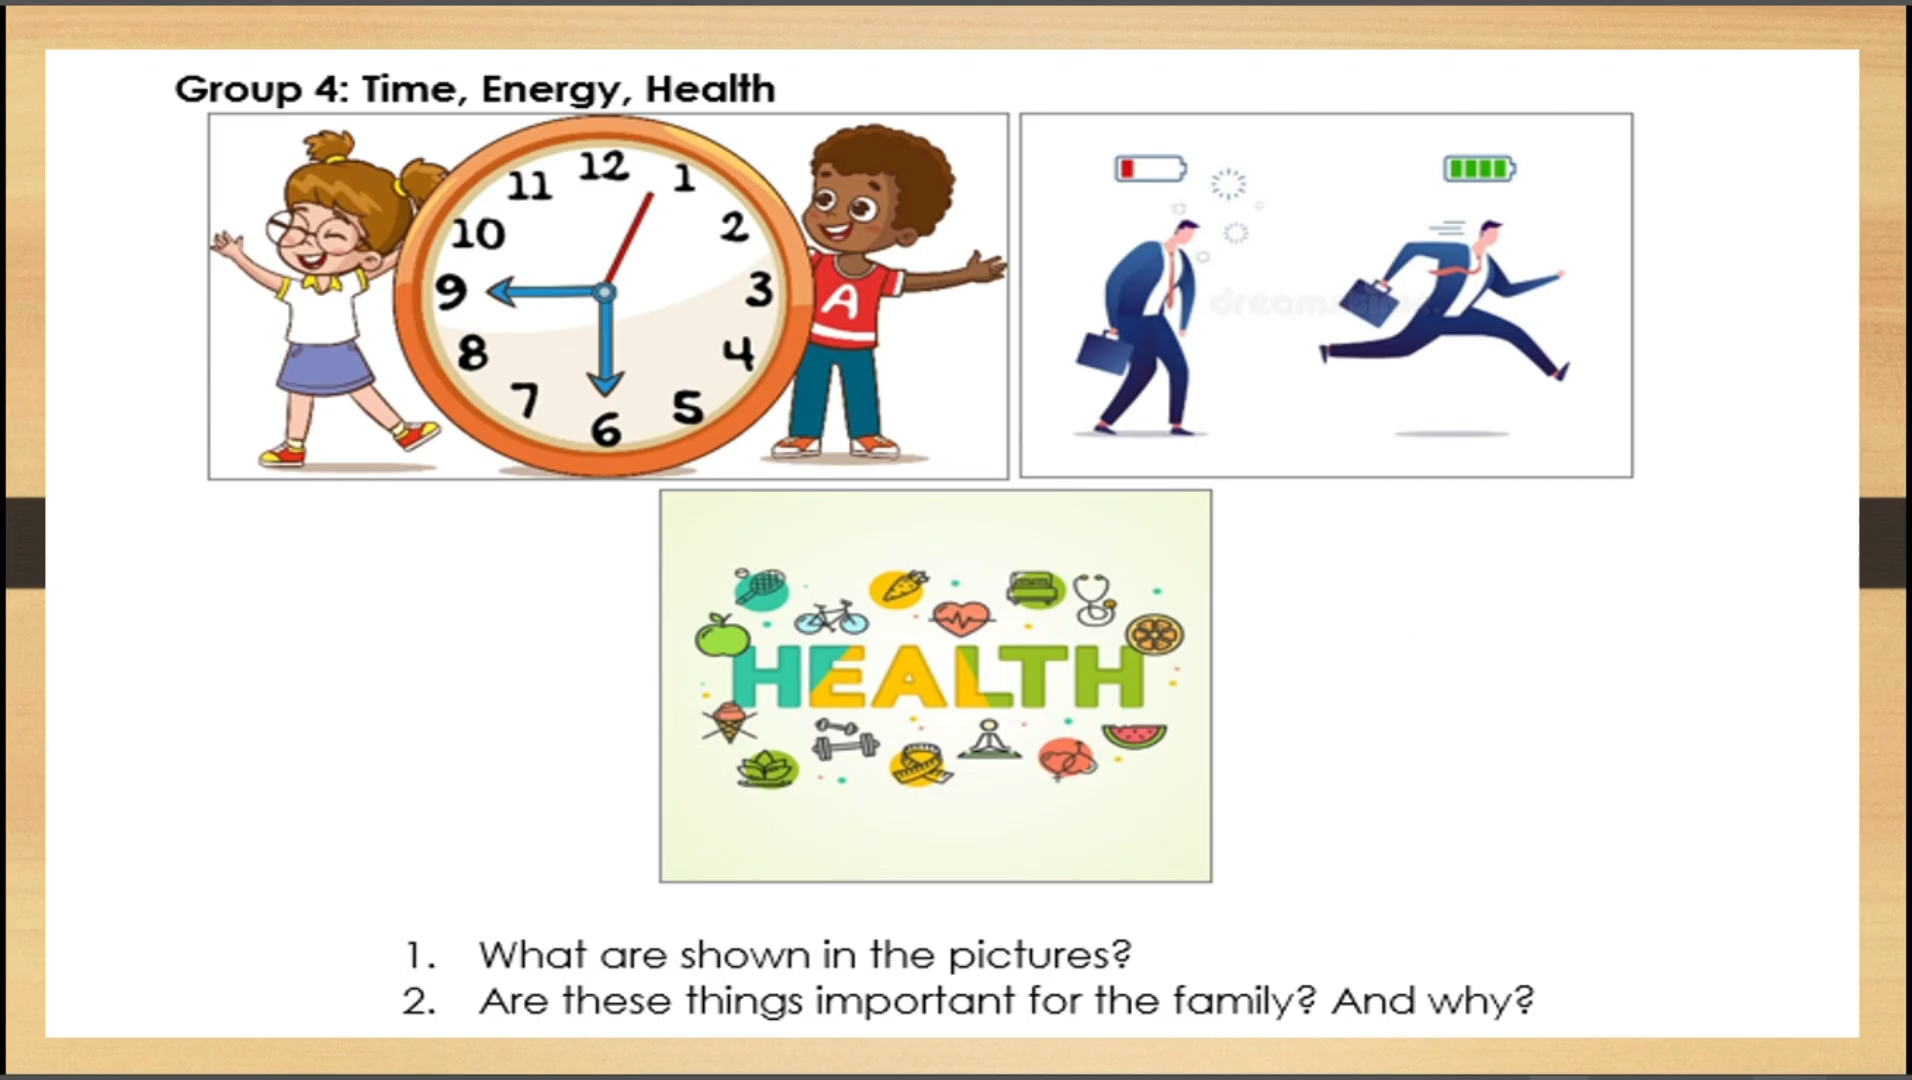 Group 4: Time, Energy, Health
12
11
1
10
2
9
3
8
4
7
5
6
A
HEALTH
1. What are shown in the pictures?
2. Are these things important for the family? And why?